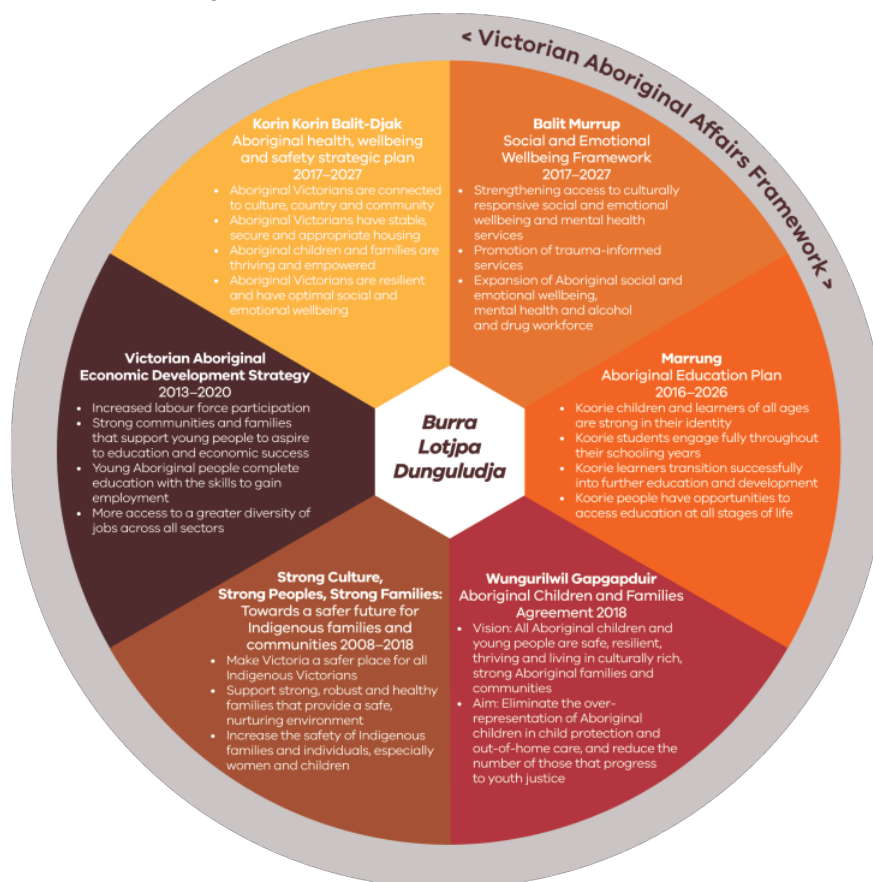 < Victorian Aboriginal Affairs Framework >
Korin Korin Balit-Djak
Aboriginal health, wellbeing
and safety strategic plan
2017–2027
• Aboriginal Victorians are connected
to culture, country and community
• Aboriginal Victorians have stable,
secure and appropriate housing
• Aboriginal children and families are
thriving and empowered
• Aboriginal Victorians are resilient
and have optimal social and
emotional wellbeing
Balit Murrup
Social and Emotional
Wellbeing Framework
2017–2027
• Strengthening access to culturally
responsive social and emotional
wellbeing and mental health
services
• Promotion of trauma-informed
services
• Expansion of Aboriginal social and
emotional wellbeing,
mental health and alcohol
and drug workforce
Victorian Aboriginal
Economic Development Strategy
2013–2020
• Increased labour force participation
• Strong communities and families
that support young people to aspire
to education and economic success
• Young Aboriginal people complete
education with the skills to gain
employment
• More access to a greater diversity of
jobs across all sectors
Burra
Lotjpa
Dunguludja
Marrung
Aboriginal Education Plan
2016–2026
• Koorie children and learners of all ages
are strong in their identity
• Koorie students engage fully throughout
their schooling years
• Koorie learners transition successfully
into further education and development
• Koorie people have opportunities to
access education at all stages of life
Strong Culture,
Strong Peoples, Strong Families:
Towards a safer future for
Indigenous families and
communities 2008–2018
• Make Victoria a safer place for all
Indigenous Victorians
• Support strong, robust and healthy
families that provide a safe,
nurturing environment
• Increase the safety of Indigenous
families and individuals, especially
women and children
Wungurilwil Gapgapduir
Aboriginal Children and Families
Agreement 2018
• Vision: All Aboriginal children and
young people are safe, resilient,
thriving and living in culturally rich,
strong Aboriginal families and
communities
• Aim: Eliminate the over-
representation of Aboriginal
children in child protection and
out-of-home care, and reduce the
number of those that progress
to youth justice